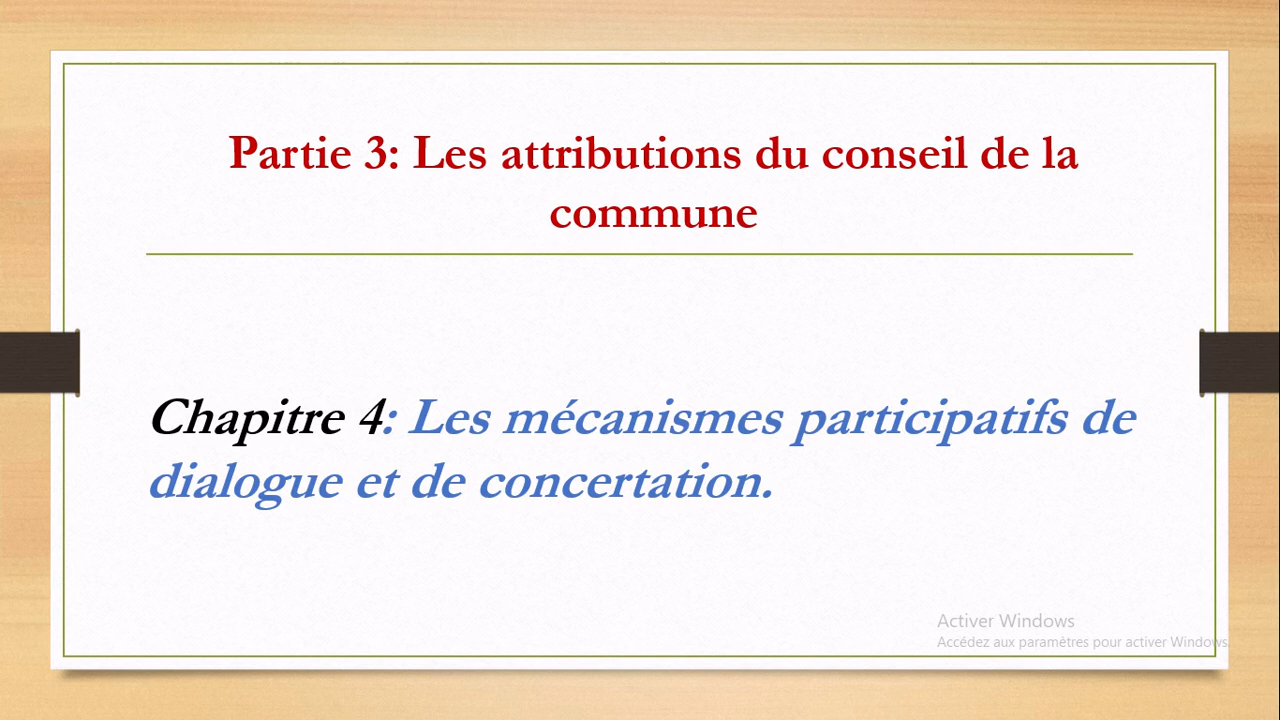 Partie 3: Les attributions du conseil de la
commune
Chapitre 4: Les mécanismes participatifs de
dialogue et de concertation.
Activer Windows
Accédez aux paramètres pour activer Windows.